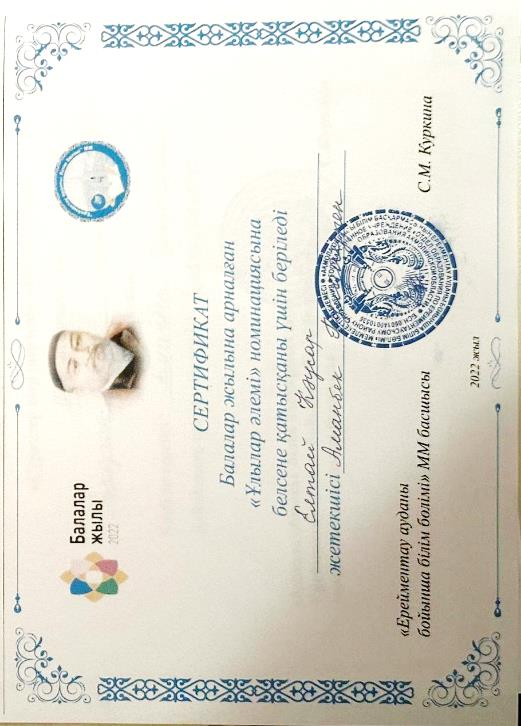 Балалар
жылы
2022
СЕРТИФИКАТ
Балалар жылына арналған
«Ұлылар әлемі» номинациясына
белсене қатысқаны үшін беріледі
Елтай Кәусар
жетекшісі Аманбек
«Ерейментау ауданы
бойынша білім бөлімі» ММ басшысы
С.М. Куркина
2022 жыл